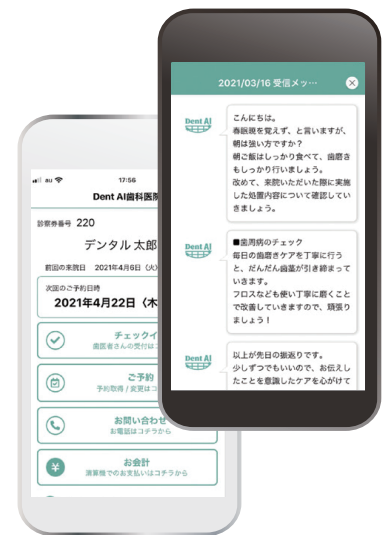 2021/03/16 受信メッ…
Dent AI
こんにちは。
春眠暁を覚えず、と言いますが、
朝は強い方ですか？
朝ご飯はしっかり食べて、歯磨き
もしっかり行いましょう。
改めて、来院いただいた際に実施
した処置内容について確認してい
きましょう。
Dent AI
■歯周病のチェック
毎日の歯磨きケアを丁寧に行う
と、だんだん歯茎が引き締まって
いきます。
フロスなども使い丁寧に磨くこと
で改善していきますので、頑張り
ましょう！
Dent AI
以上が先日の振返りです。
少しずつでもいいので、お伝えし
たことを意識したケアを心がけて
au
17:56
Dent AI歯科医院
診察券番号 220
デンタル 太郎
前回の来院日 2021年4月6日（火）
次回のご予約日時
2021年4月22日（木
チェックイ
歯医者さんの受付はコ
ご予約
予約取得 / 変更はコ
お問い合わせ
お電話はコチラから
お会計
清算機でのお支払いはコチラから